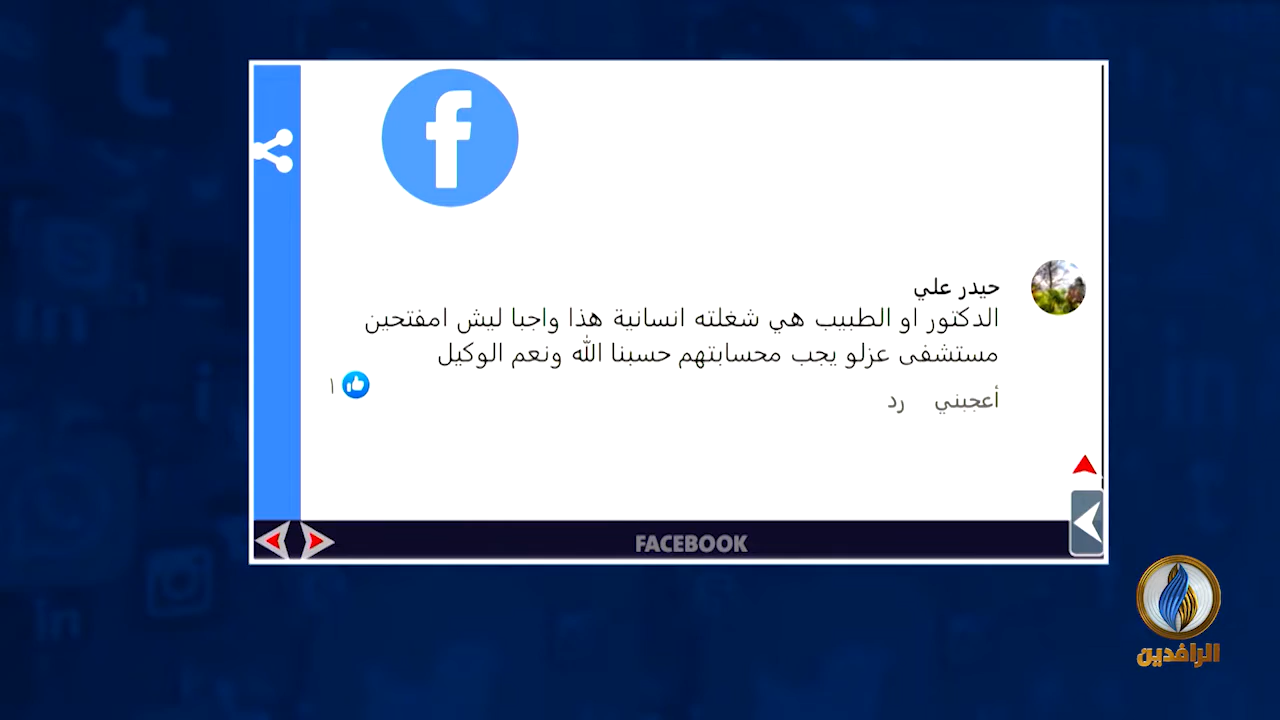 حيدر علي
الدكتور او الطبيب هي شغلته انسانية هذا واجبا ليش امفتحين
مستشفى عزلو يجب محسابتهم حسبنا الله ونعم الوكيل
١
أعجبني رد
FACEBOOK
الرافدين